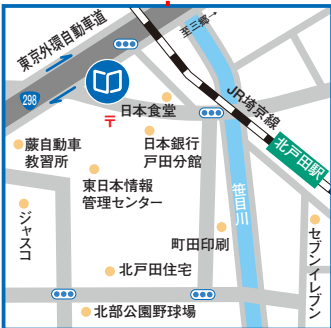 東京外環自動車道
至三郷→
298
日本食堂
〒
JR埼京線
北戸田駅
蕨自動車
教習所
日本銀行
戸田分館
東日本情報
管理センター
笹目川
ジャスコ
町田印刷
セブンイレブン
北戸田住宅
北部公園野球場